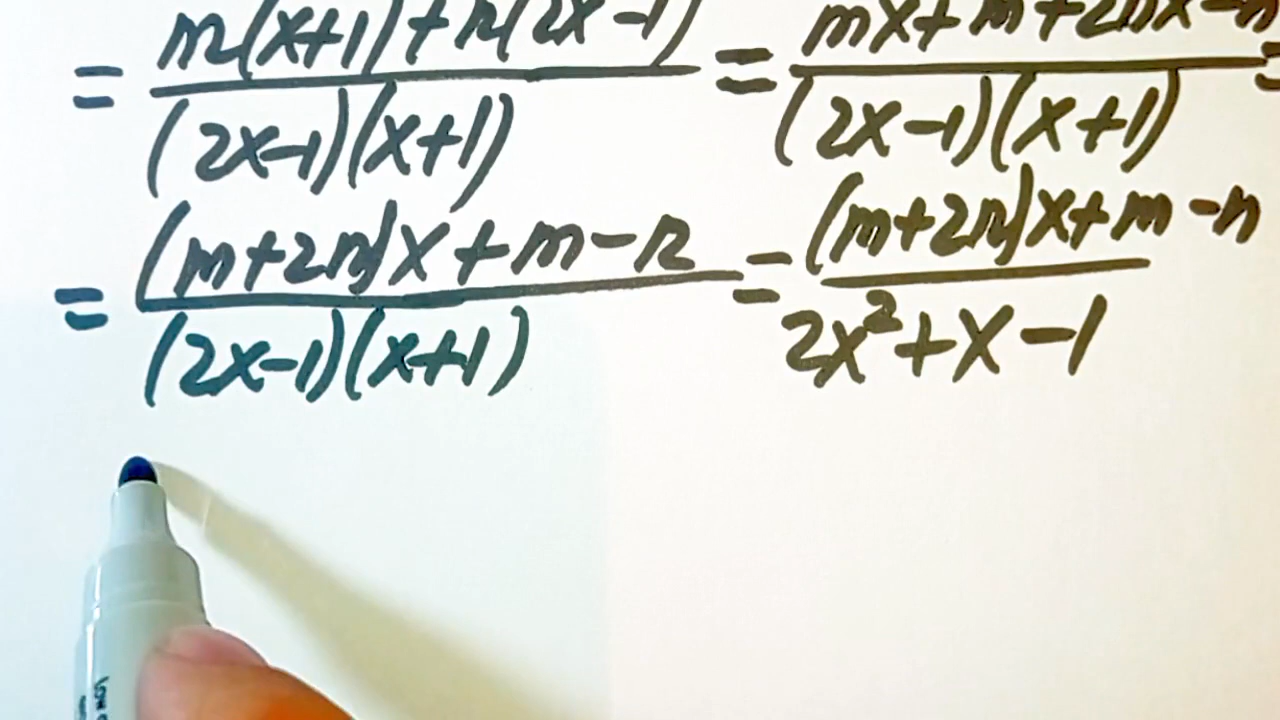 = m(x+1)+n(2x-1) / (2x-1)(x+1) = mx+m+2nx-n / (2x-1)(x+1) =
= (m+2n)x+m-n / (2x-1)(x+1) = (m+2n)x+m-n / 2x²+x-1